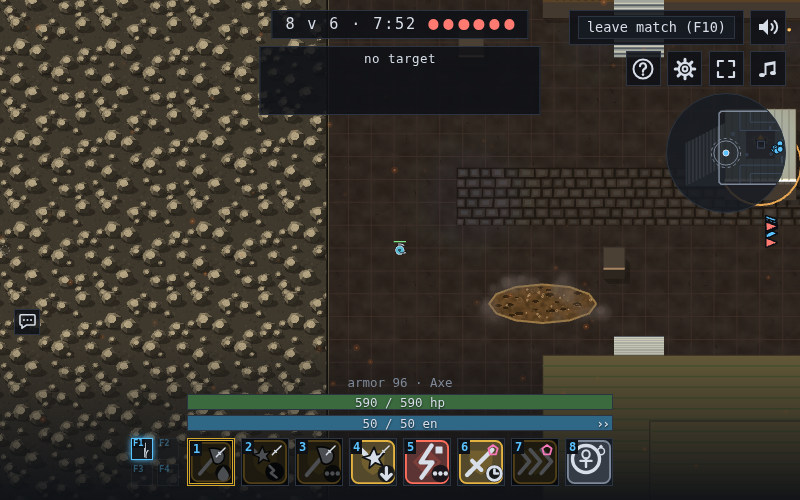 8 v 6 · 7:52
leave match (F10)
no target
armor 96 · Axe
590 / 590 hp
50 / 50 en ››
F1 F2
F3 F4
1 2 3 4 5 6 7 8